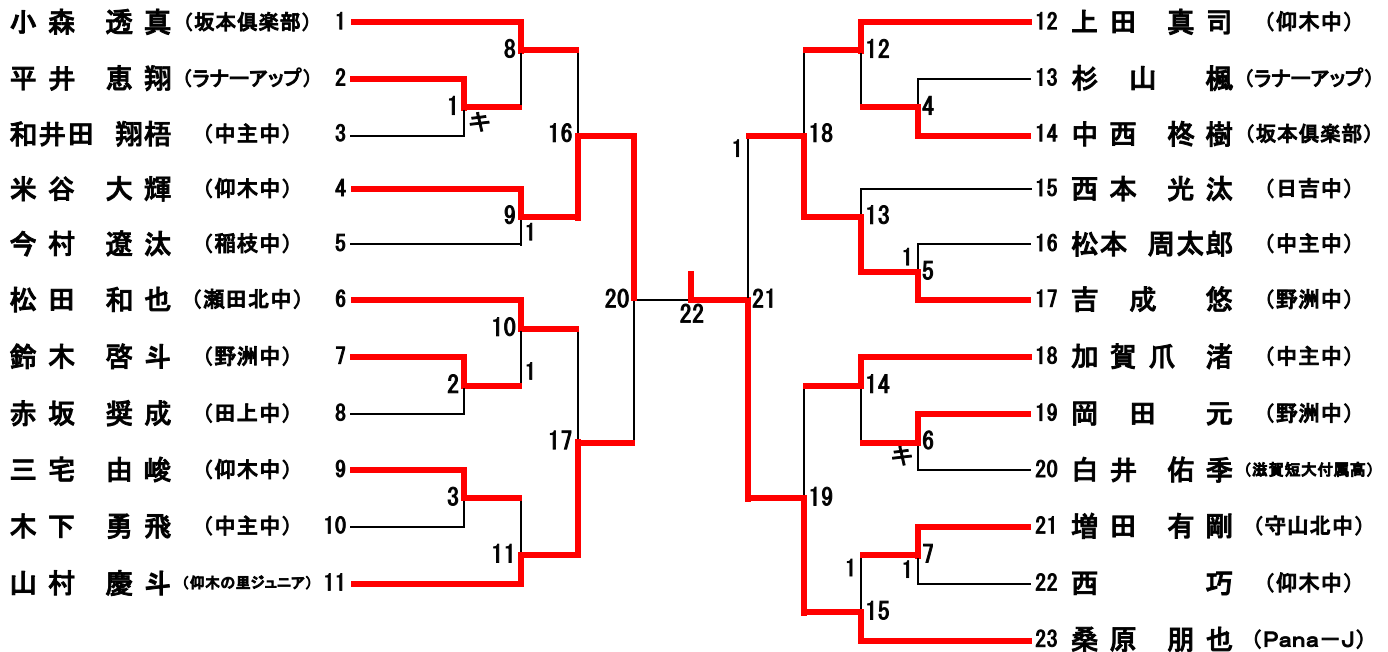 小森 透真 (坂本倶楽部) 1
平井 恵翔 (ラナーアップ) 2
和井田 翔梧 (中主中) 3
米谷 大輝 (仰木中) 4
今村 遼汰 (稲枝中) 5
松田 和也 (瀬田北中) 6
鈴木 啓斗 (野洲中) 7
赤坂 奨成 (田上中) 8
三宅 由峻 (仰木中) 9
木下 勇飛 (中主中) 10
山村 慶斗 (仰木の里ジュニア) 11
1
キ
2
3
8
9
1
10
1
11
16
17
20
22
21
1
18
19
12
13
14
15
1
4
1
5
6
キ
7
1
12 上田 真司 (仰木中)
13 杉山 楓 (ラナーアップ)
14 中西 柊樹 (坂本倶楽部)
15 西本 光汰 (日吉中)
16 松本 周太郎 (中主中)
17 吉成 悠 (野洲中)
18 加賀爪 渚 (中主中)
19 岡田 元 (野洲中)
20 白井 佑季 (滋賀短大付属高)
21 増田 有剛 (守山北中)
22 西 巧 (仰木中)
23 桑原 朋也 (Pana－J)